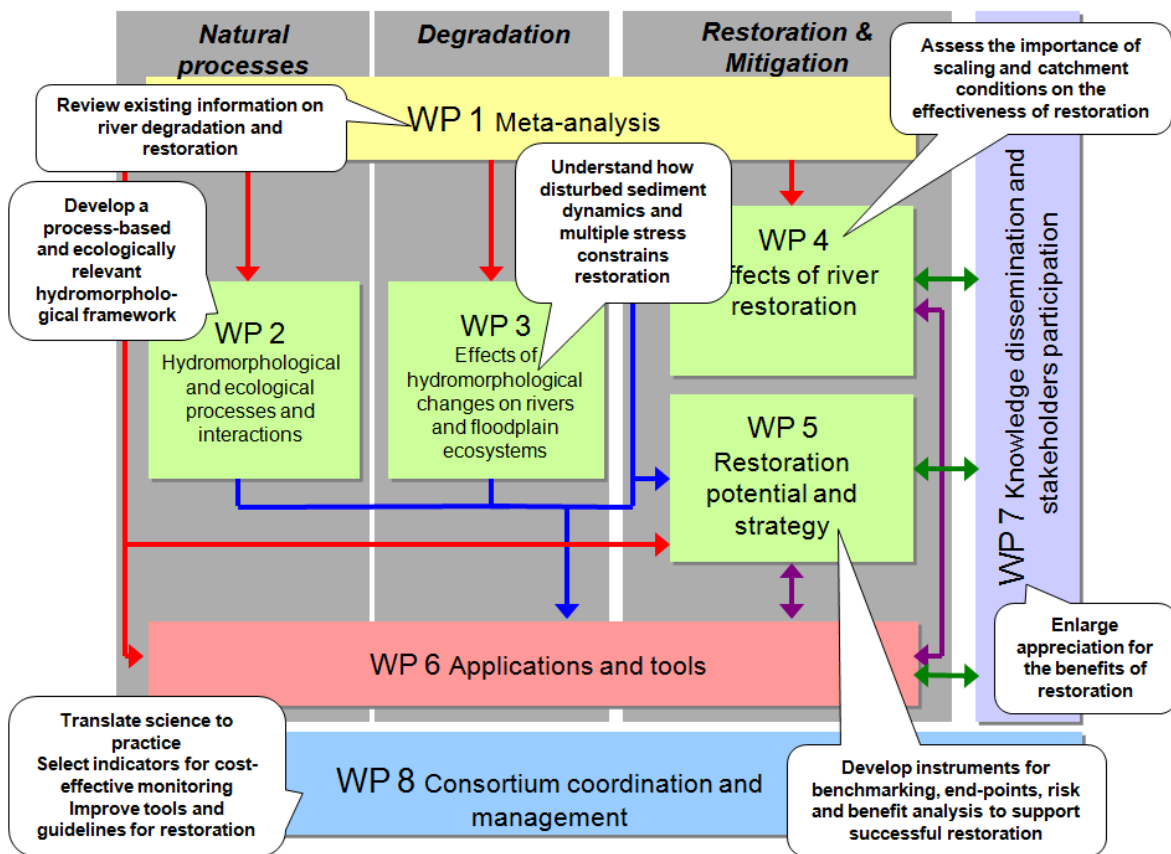 Natural
processes
Degradation
Restoration &
Mitigation
Assess the importance of
scaling and catchment
conditions on the
effectiveness of restoration
Review existing information on
river degradation and
restoration
WP 1 Meta-analysis
Understand how
disturbed sediment
dynamics and
multiple stress
constrains
restoration
Develop a
process-based
and ecologically
relevant
hydromorpholo-
gical framework
WP 4
ffects of river
restoration
WP 2
Hydromorphological
and ecological
processes and
interactions
WP 3
Effects of
hydromorphological
changes on rivers
and floodplain
ecosystems
WP 5
Restoration
potential and
strategy
WP 7 Knowledge dissemination and
stakeholders participation
Enlarge
appreciation for
the benefits of
restoration
WP 6 Applications and tools
Translate science to
practice
Select indicators for cost-
effective monitoring
Improve tools and
guidelines for restoration
WP 8 Consortium coordination and
management
Develop instruments for
benchmarking, end-points, risk
and benefit analysis to support
successful restoration